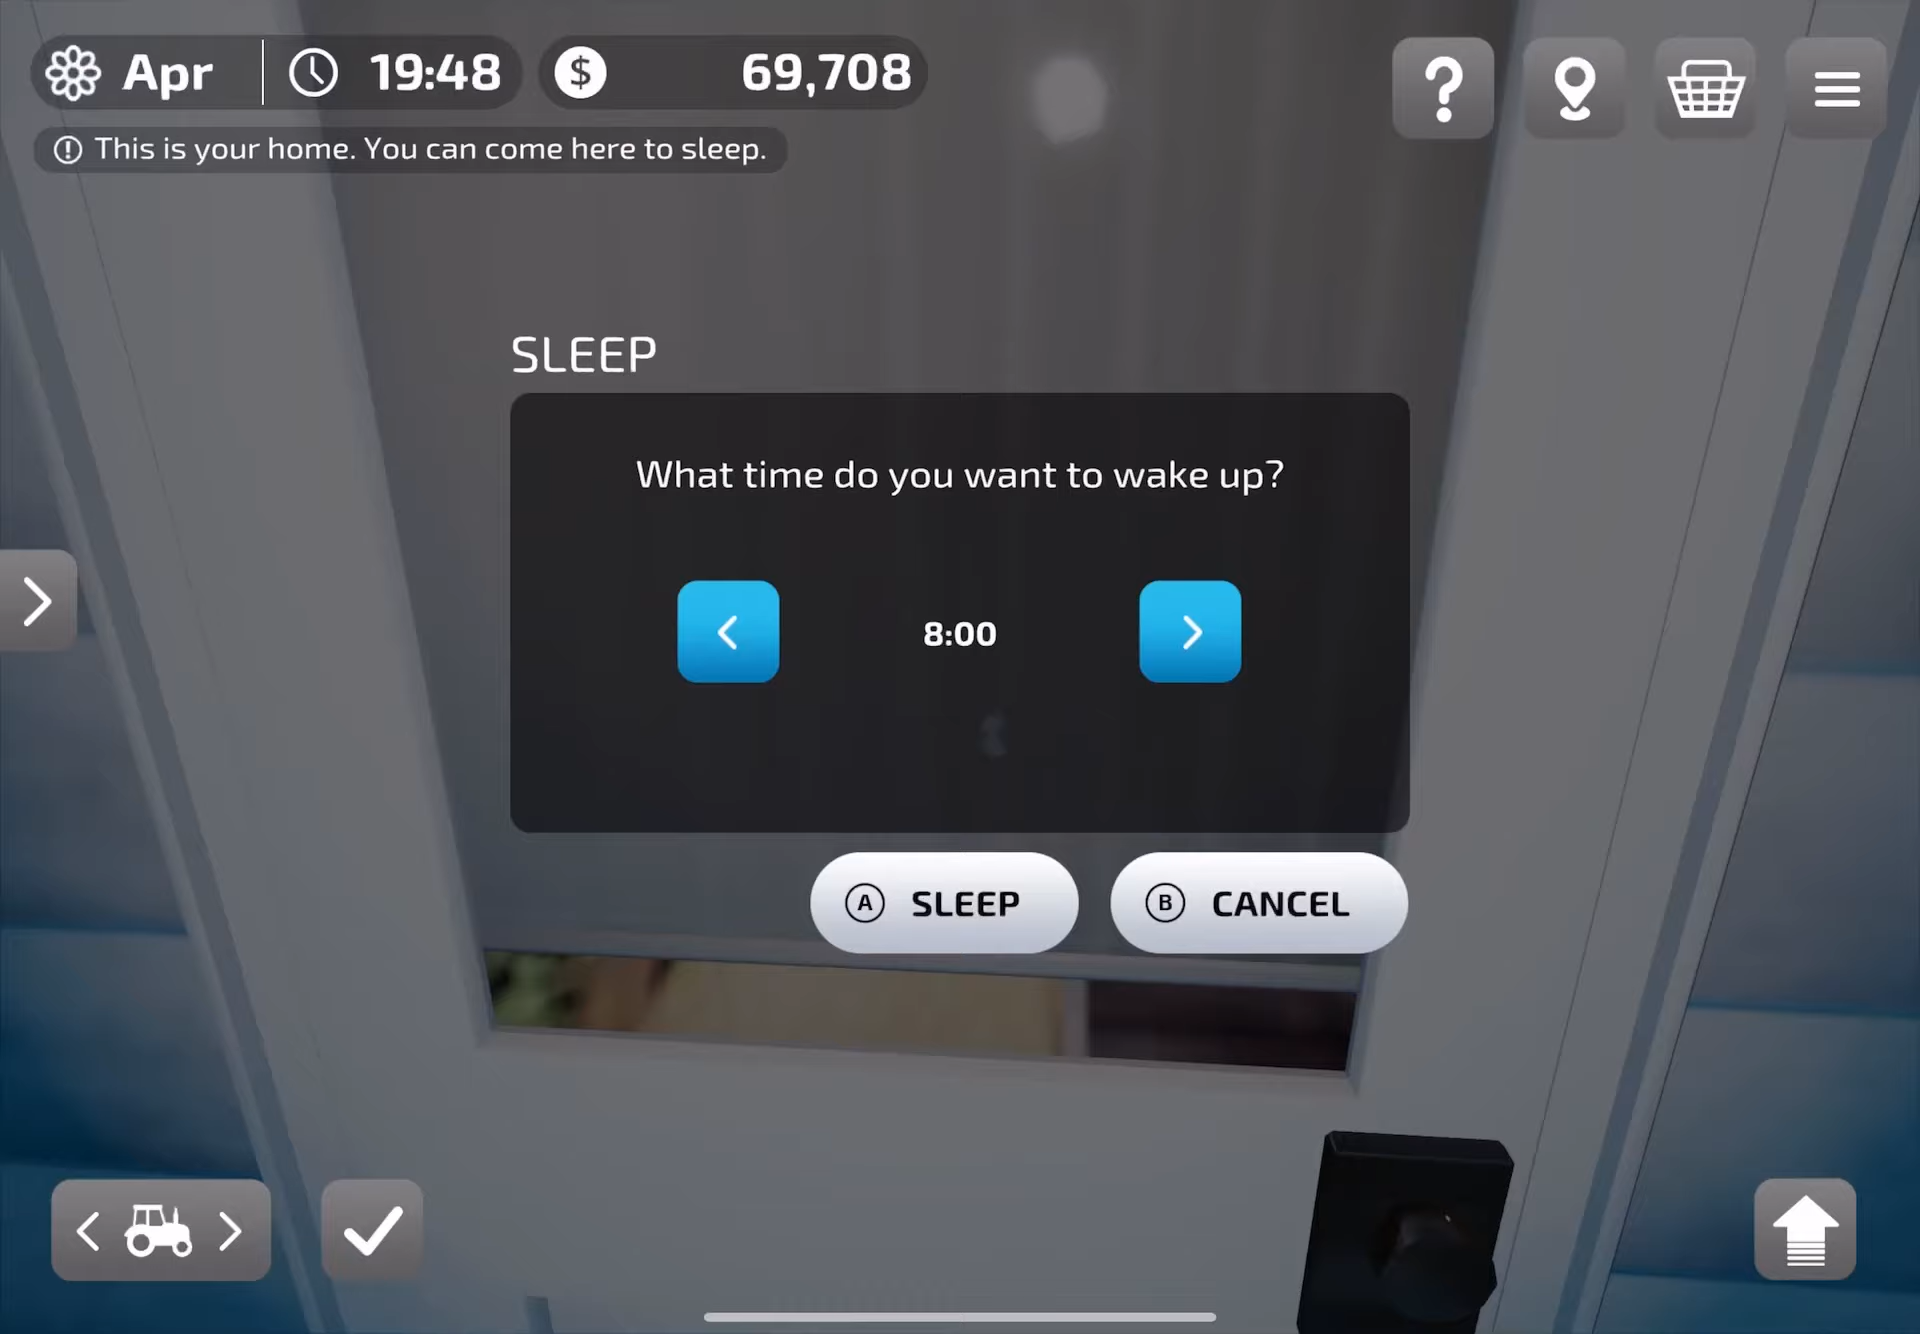 Apr 19:48 $ 69,708
This is your home. You can come here to sleep.
SLEEP
What time do you want to wake up?
8:00
A SLEEP B CANCEL